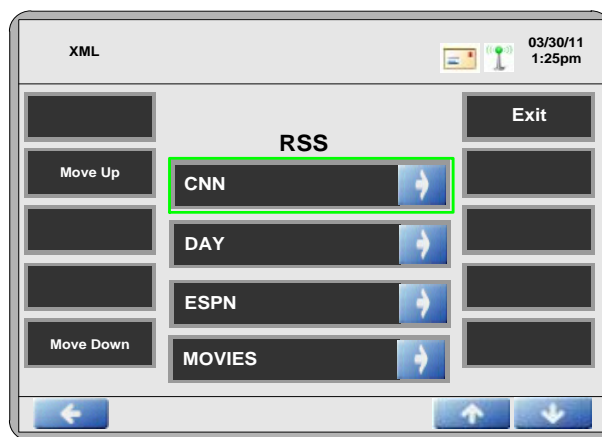 XML
03/30/11
1:25pm
Exit
RSS
Move Up
CNN
DAY
ESPN
Move Down
MOVIES